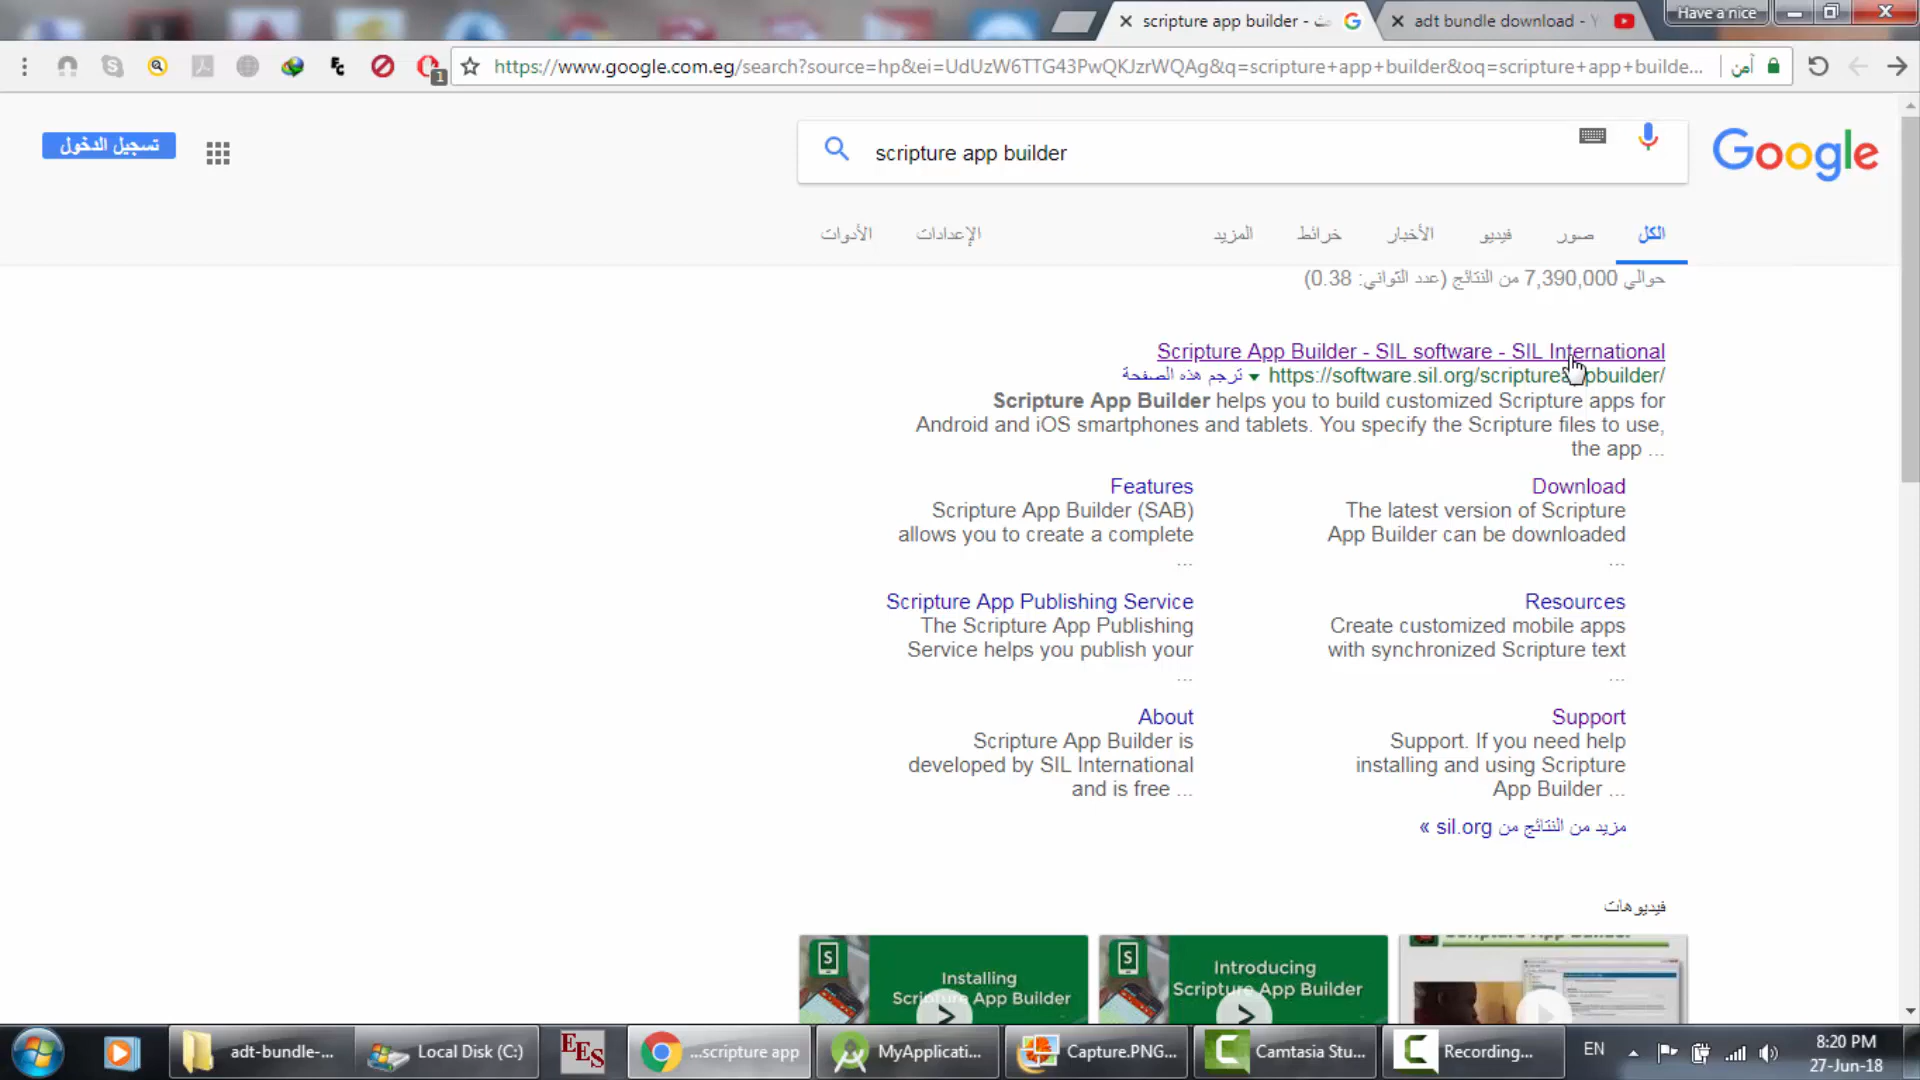 scripture app builder - بحث
adt bundle download - Y
Have a nice
1
https://www.google.com.eg/search?source=hp&ei=UdUzW6TTG43PwQKJzrWQAg&q=scripture+app+builder&oq=scripture+app+builde...
آمن
تسجيل الدخول
scripture app builder
Google
الكل
صور
فيديو
الأخبار
خرائط
المزيد
الإعدادات
الأدوات
حوالي 7,390,000 من النتائج (عدد الثواني: 0.38)
Scripture App Builder - SIL software - SIL International
https://software.sil.org/scriptureappbuilder/ ▼ ترجم هذه الصفحة
Scripture App Builder helps you to build customized Scripture apps for
Android and iOS smartphones and tablets. You specify the Scripture files to use,
the app ...
Download
The latest version of Scripture
App Builder can be downloaded
...
Features
Scripture App Builder (SAB)
allows you to create a complete
...
Resources
Create customized mobile apps
with synchronized Scripture text
...
Scripture App Publishing Service
The Scripture App Publishing
Service helps you publish your
...
Support
Support. If you need help
installing and using Scripture
App Builder ...
About
Scripture App Builder is
developed by SIL International
and is free ...
مزيد من النتائج من sil.org »
فيديوهات
S
Installing
Scripture App Builder
S
Introducing
Scripture App Builder
adt-bundle-...
Local Disk (C:)
EES
...scripture app
MyApplicati...
Capture.PNG...
Camtasia Stu...
Recording...
EN
8:20 PM
27-Jun-18